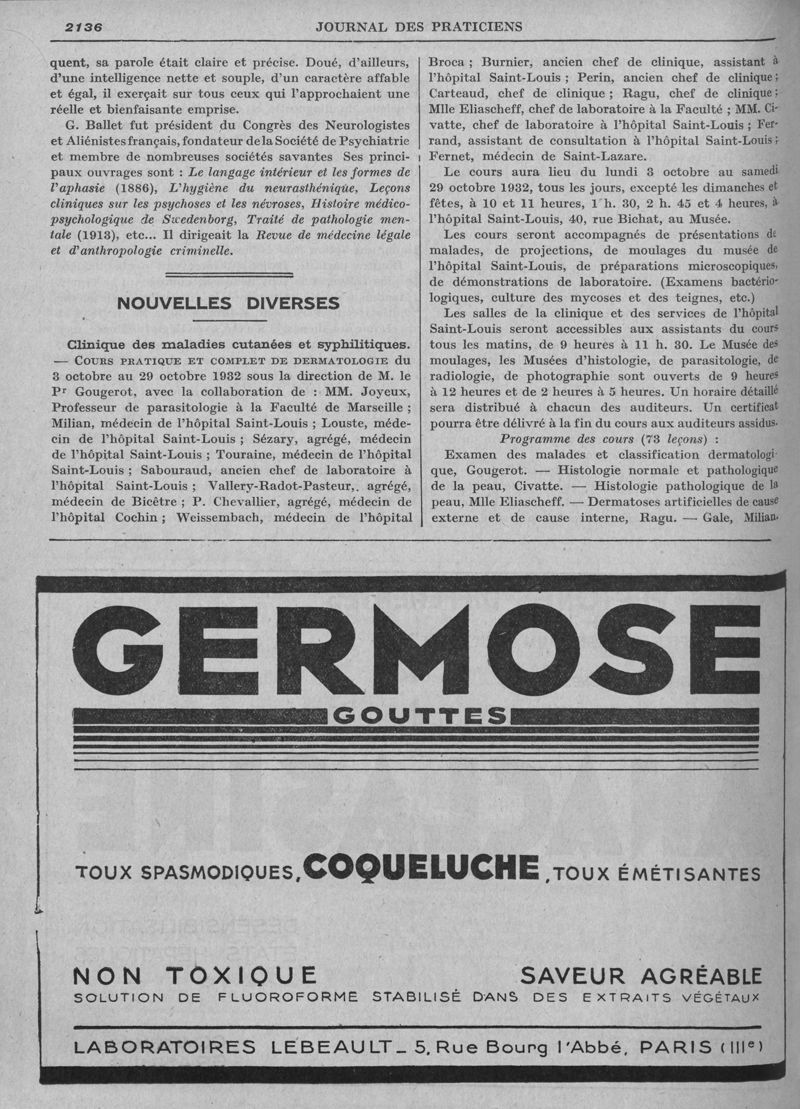 2136
JOURNAL DES PRATICIENS
quent, sa parole était claire et précise. Doué, d'ailleurs,
d'une intelligence nette et souple, d'un caractère affable
et égal, il exerçait sur tous ceux qui l'approchaient une
réelle et bienfaisante emprise.
G. Ballet fut président du Congrès des Neurologistes
et Aliénistes français, fondateur de la Société de Psychiatrie
et membre de nombreuses sociétés savantes Ses princi-
paux ouvrages sont : Le langage intérieur et les formes de
l'aphasie (1886), L'hygiène du neurasthénique, Leçons
cliniques sur les psychoses et les névroses, Histoire médico-
psychologique de Swedenborg, Traité de pathologie men-
tale (1913), etc... Il dirigeait la Revue de médecine légale
et d'anthropologie criminelle.
NOUVELLES DIVERSES
Clinique des maladies cutanées et syphilitiques.
— COURS PRATIQUE ET COMPLET DE DERMATOLOGIE du
3 octobre au 29 octobre 1932 sous la direction de M. le
Pr Gougerot, avec la collaboration de : MM. Joyeux,
Professeur de parasitologie à la Faculté de Marseille ;
Milian, médecin de l'hôpital Saint-Louis ; Louste, méde-
cin de l'hôpital Saint-Louis ; Sézary, agrégé, médecin
de l'hôpital Saint-Louis ; Touraine, médecin de l'hôpital
Saint-Louis ; Sabouraud, ancien chef de laboratoire à
l'hôpital Saint-Louis ; Vallery-Radot-Pasteur,. agrégé,
médecin de Bicêtre ; P. Chevallier, agrégé, médecin de
l'hôpital Cochin ; Weissembach, médecin de l'hôpital
Broca ; Burnier, ancien chef de clinique, assistant à
l'hôpital Saint-Louis ; Perin, ancien chef de clinique ;
Carteaud, chef de clinique ; Ragu, chef de clinique ;
Mlle Eliascheff, chef de laboratoire à la Faculté ; MM. Ci-
vatte, chef de laboratoire à l'hôpital Saint-Louis ; Fer-
rand, assistant de consultation à l'hôpital Saint-Louis ;
Fernet, médecin de Saint-Lazare.
Le cours aura lieu du lundi 3 octobre au samedi
29 octobre 1932, tous les jours, excepté les dimanches et
fêtes, à 10 et 11 heures, 1 h. 30, 2 h. 45 et 4 heures, à
l'hôpital Saint-Louis, 40, rue Bichat, au Musée.
Les cours seront accompagnés de présentations de
malades, de projections, de moulages du musée de
l'hôpital Saint-Louis, de préparations microscopiques,
de démonstrations de laboratoire. (Examens bactério-
logiques, culture des mycoses et des teignes, etc.)
Les salles de la clinique et des services de l'hôpital
Saint-Louis seront accessibles aux assistants du cours
tous les matins, de 9 heures à 11 h. 30. Le Musée des
moulages, les Musées d'histologie, de parasitologie, de
radiologie, de photographie sont ouverts de 9 heures
à 12 heures et de 2 heures à 5 heures. Un horaire détaillé
sera distribué à chacun des auditeurs. Un certificat
pourra être délivré à la fin du cours aux auditeurs assidus.
Programme des cours (73 leçons) :
Examen des malades et classification dermatologi-
que, Gougerot. — Histologie normale et pathologique
de la peau, Civatte. — Histologie pathologique de la
peau, Mlle Eliascheff. — Dermatoses artificielles de cause
externe et de cause interne, Ragu. — Gale, Milian.
GERMOSE
GOUTTES
TOUX SPASMODIQUES, COQUELUCHE, TOUX ÉMÉTISANTES
NON TOXIQUE
SAVEUR AGRÉABLE
SOLUTION DE FLUOROFORME STABILISÉ DANS DES EXTRAITS VÉGÉTAUX
LABORATOIRES LEBEAULT_ 5, Rue Bourg l'Abbé, PARIS (IIIe)